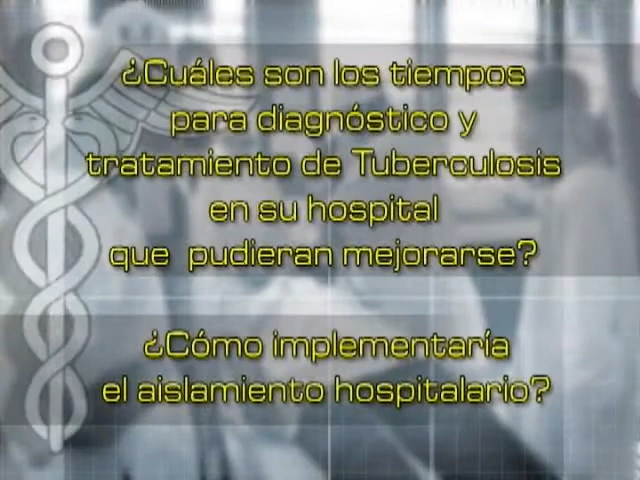 ¿Cuáles son los tiempos
para diagnóstico y
tratamiento de Tuberculosis
en su hospital
que pudieran mejorarse?
¿Cómo implementaría
el aislamiento hospitalario?